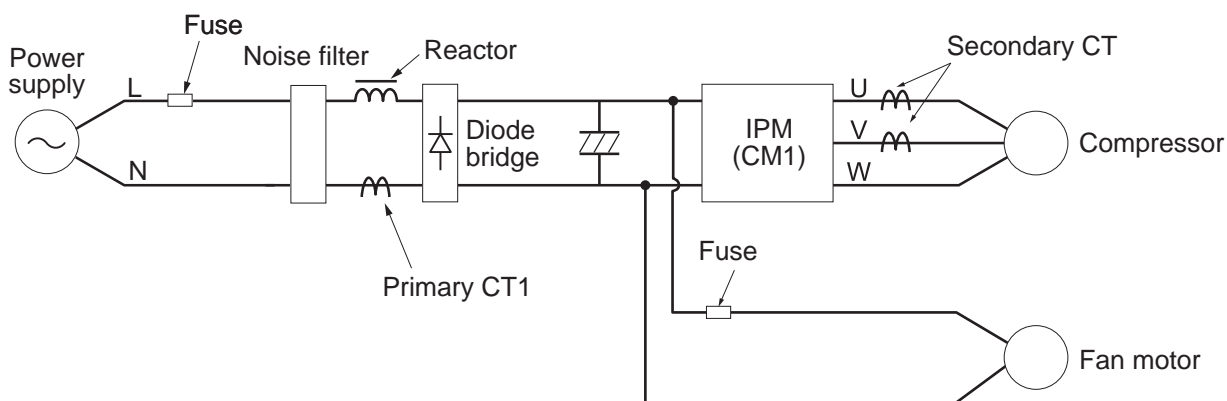 Fuse
Power
supply
Noise filter
Reactor
Secondary CT
L
U
Diode
bridge
IPM
(CM1)
V
Compressor
N
W
Fuse
Primary CT1
Fan motor